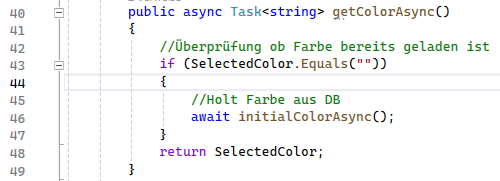 40 public async Task<string> getColorAsync()
41 {
42 //Überprüfung ob Farbe bereits geladen ist
43 if (SelectedColor.Equals(""))
44 {
45 //Holt Farbe aus DB
46 await initialColorAsync();
47 }
48 return SelectedColor;
49 }